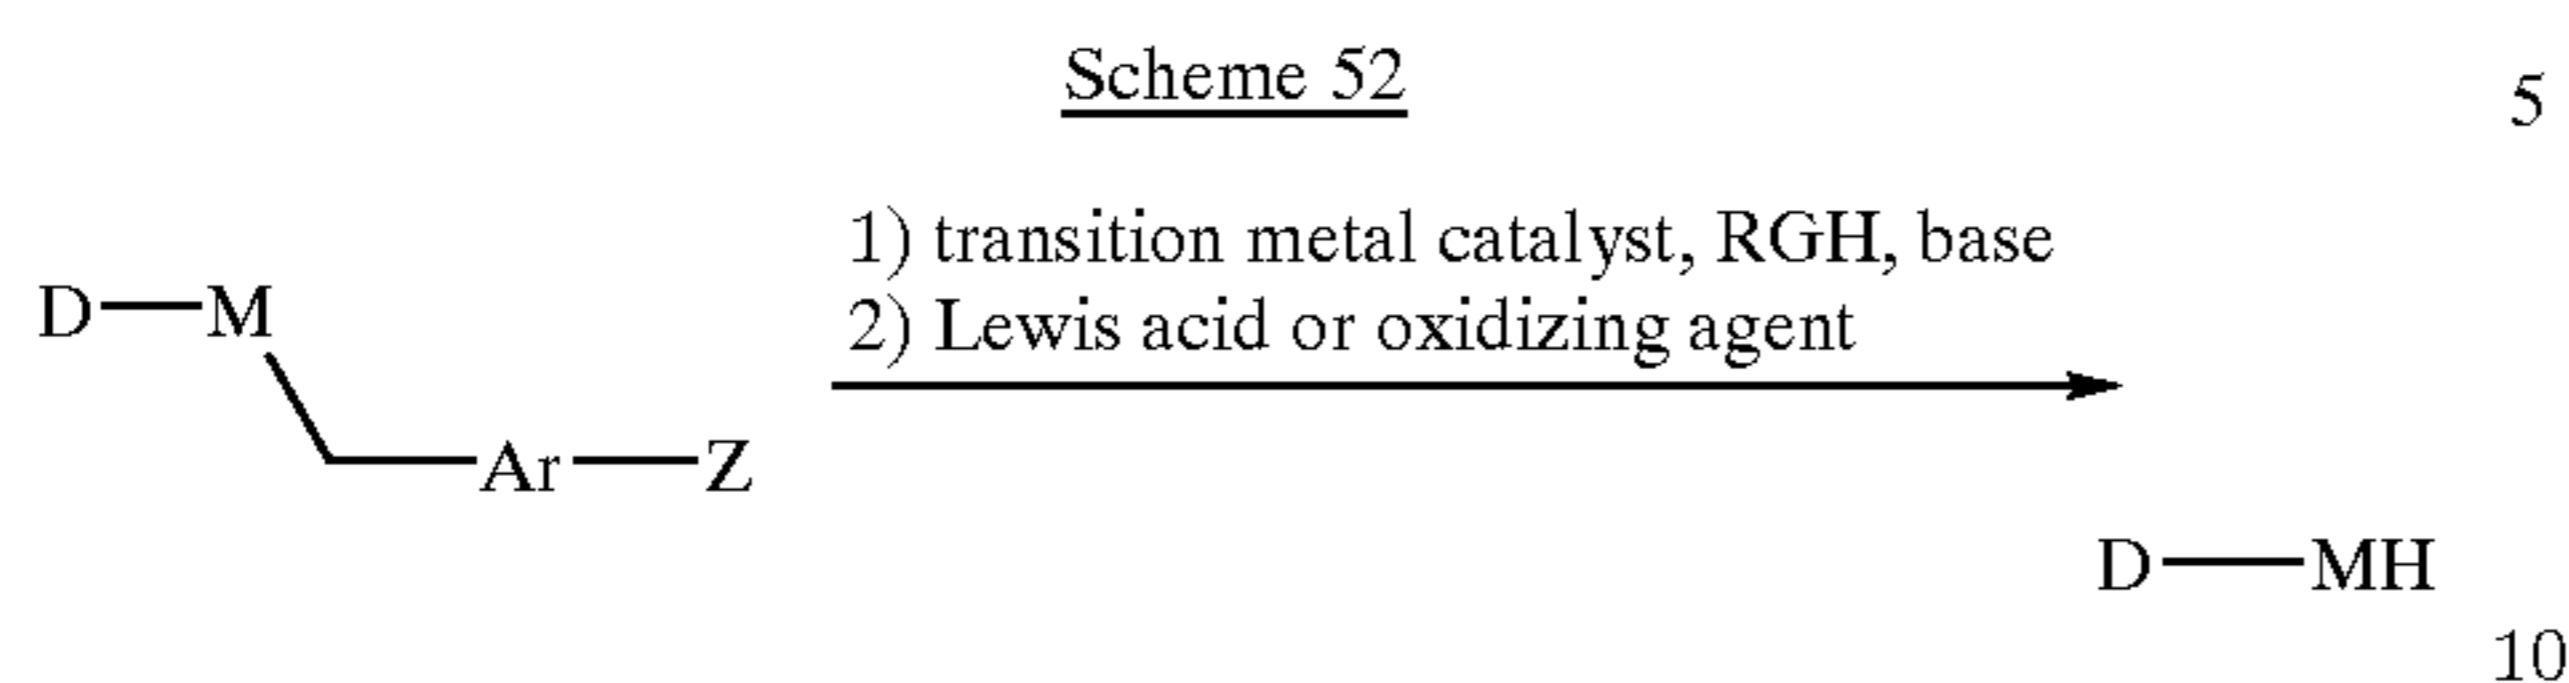 Scheme 52
5
1) transition metal catalyst, RGH, base
2) Lewis acid or oxidizing agent
D—M
Ar—Z
D—MH
10